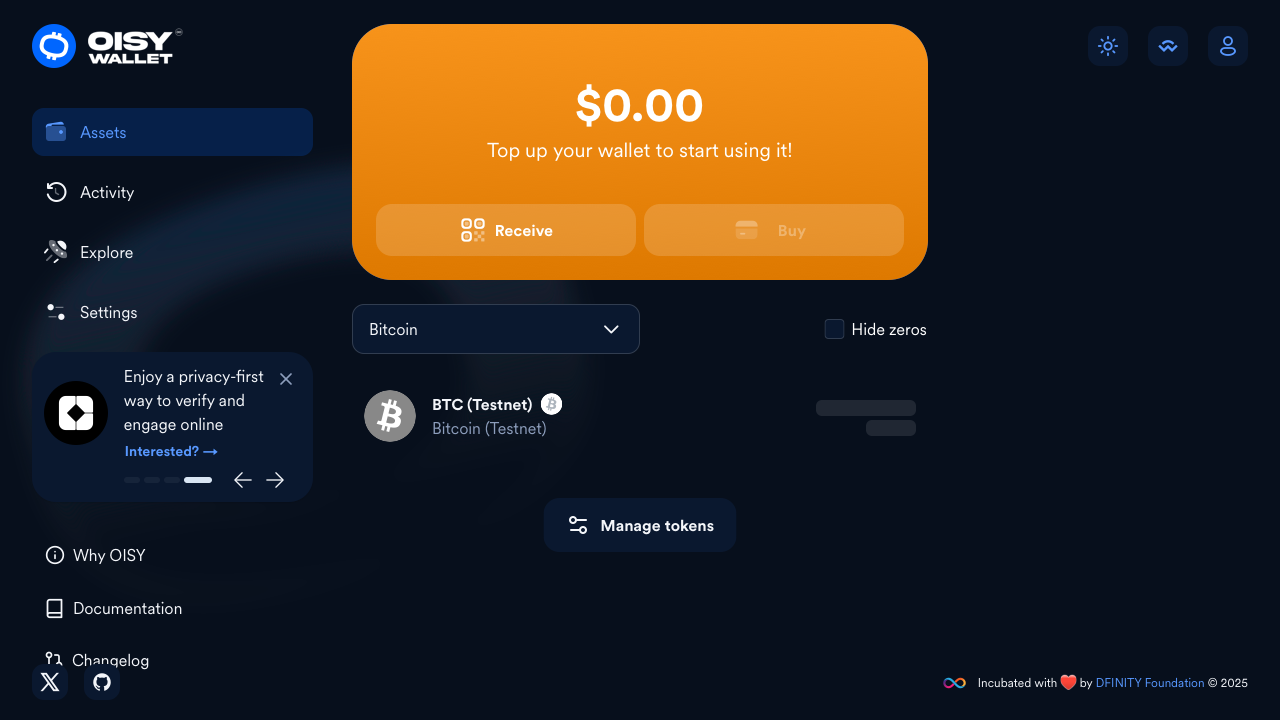 OISY
WALLET
$0.00
Top up your wallet to start using it!
Receive
Buy
Assets
Activity
Explore
Settings
Enjoy a privacy-first
way to verify and
engage online
Interested? →
Why OISY
Documentation
Changelog
Bitcoin
Hide zeros
BTC (Testnet)
Bitcoin (Testnet)
Manage tokens
Incubated with ❤️ by DFINITY Foundation © 2025